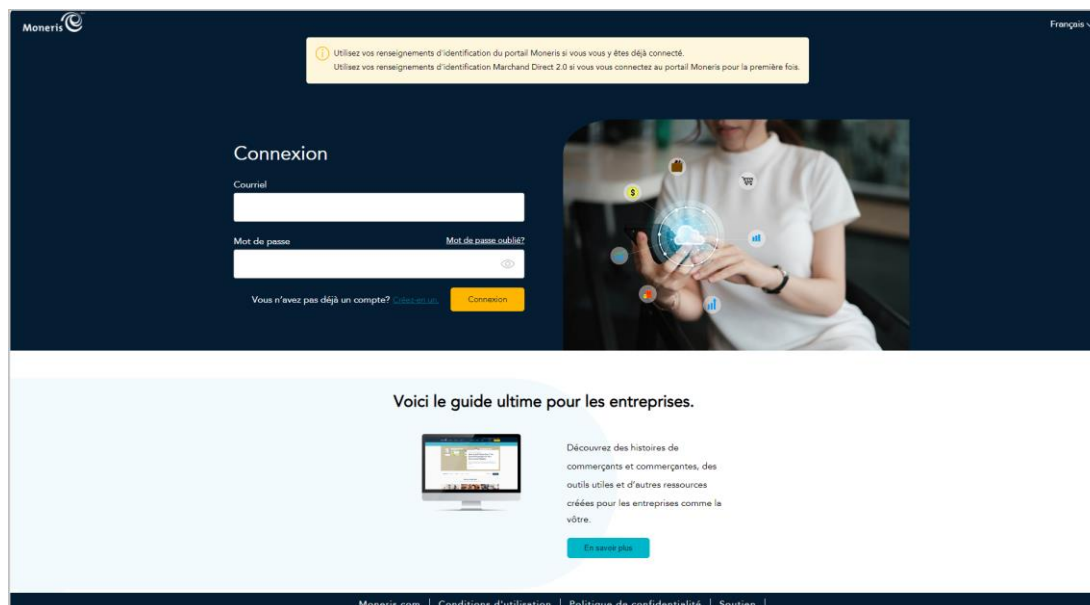 Moneris
Français
Utilisez vos renseignements d'identification du portail Moneris si vous vous y êtes déjà connecté.
Utilisez vos renseignements d'identification Marchand Direct 2.0 si vous vous connectez au portail Moneris pour la première fois.
Connexion
Courriel
Mot de passe Mot de passe oublié?
Vous n'avez pas déjà un compte? Créez-en un. Connexion
Voici le guide ultime pour les entreprises.
Découvrez des histoires de
commerçants et commerçantes, des
outils utiles et d'autres ressources
créées pour les entreprises comme la
vôtre.
En savoir plus
Moneris.com | Conditions d'utilisation | Politique de confidentialité | Soutien |